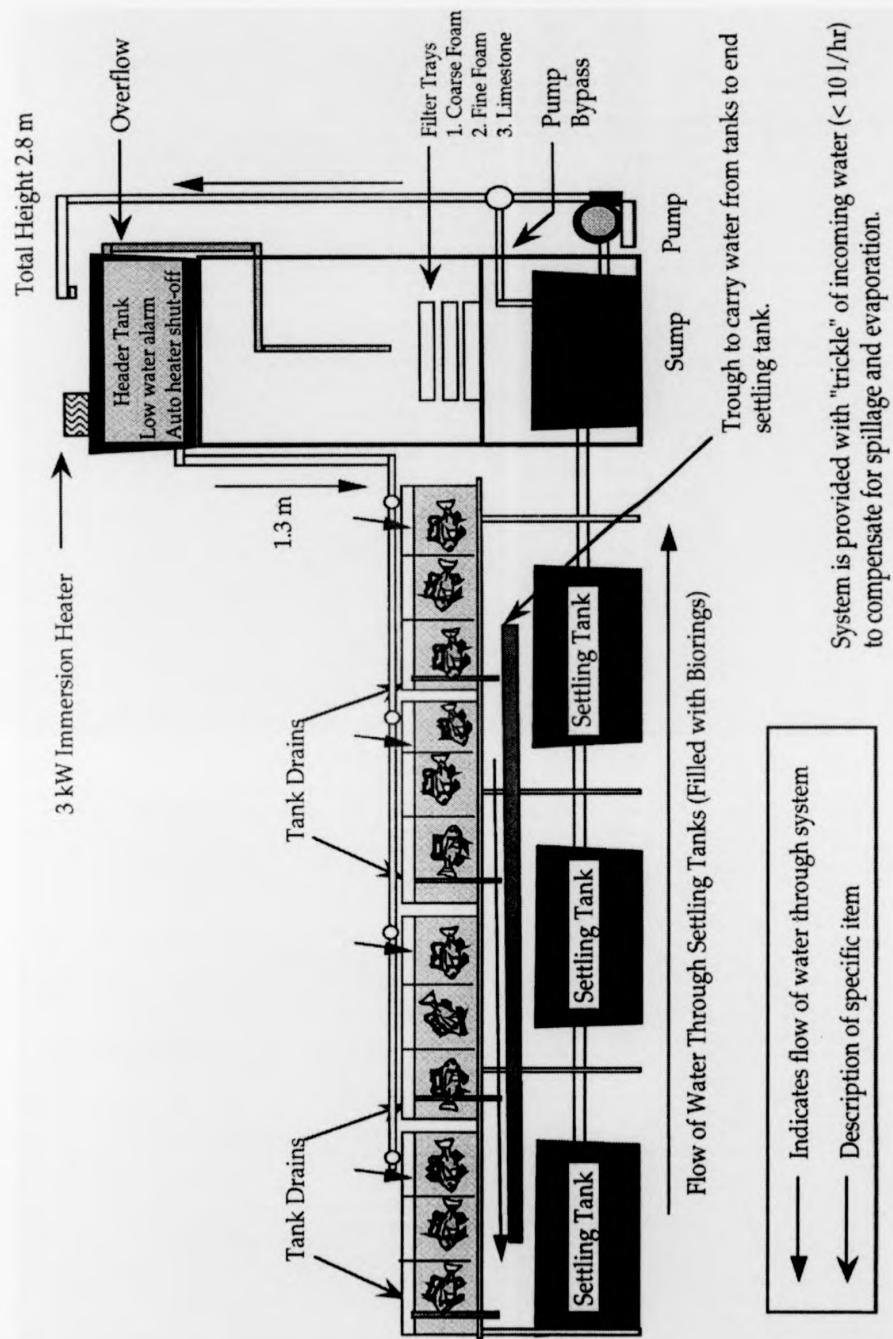 Total Height 2.8 m
3 kW Immersion Heater
Overflow
Header Tank
Low water alarm
Auto heater shut-off
1.3 m
Filter Trays
1. Coarse Foam
2. Fine Foam
3. Limestone
Pump
Bypass
Tank Drains
Tank Drains
Sump
Pump
Trough to carry water from tanks to end
settling tank.
Settling Tank
Settling Tank
Settling Tank
Flow of Water Through Settling Tanks (Filled with Biorings)
System is provided with "trickle" of incoming water (< 10 l/hr)
to compensate for spillage and evaporation.
Indicates flow of water through system
Description of specific item